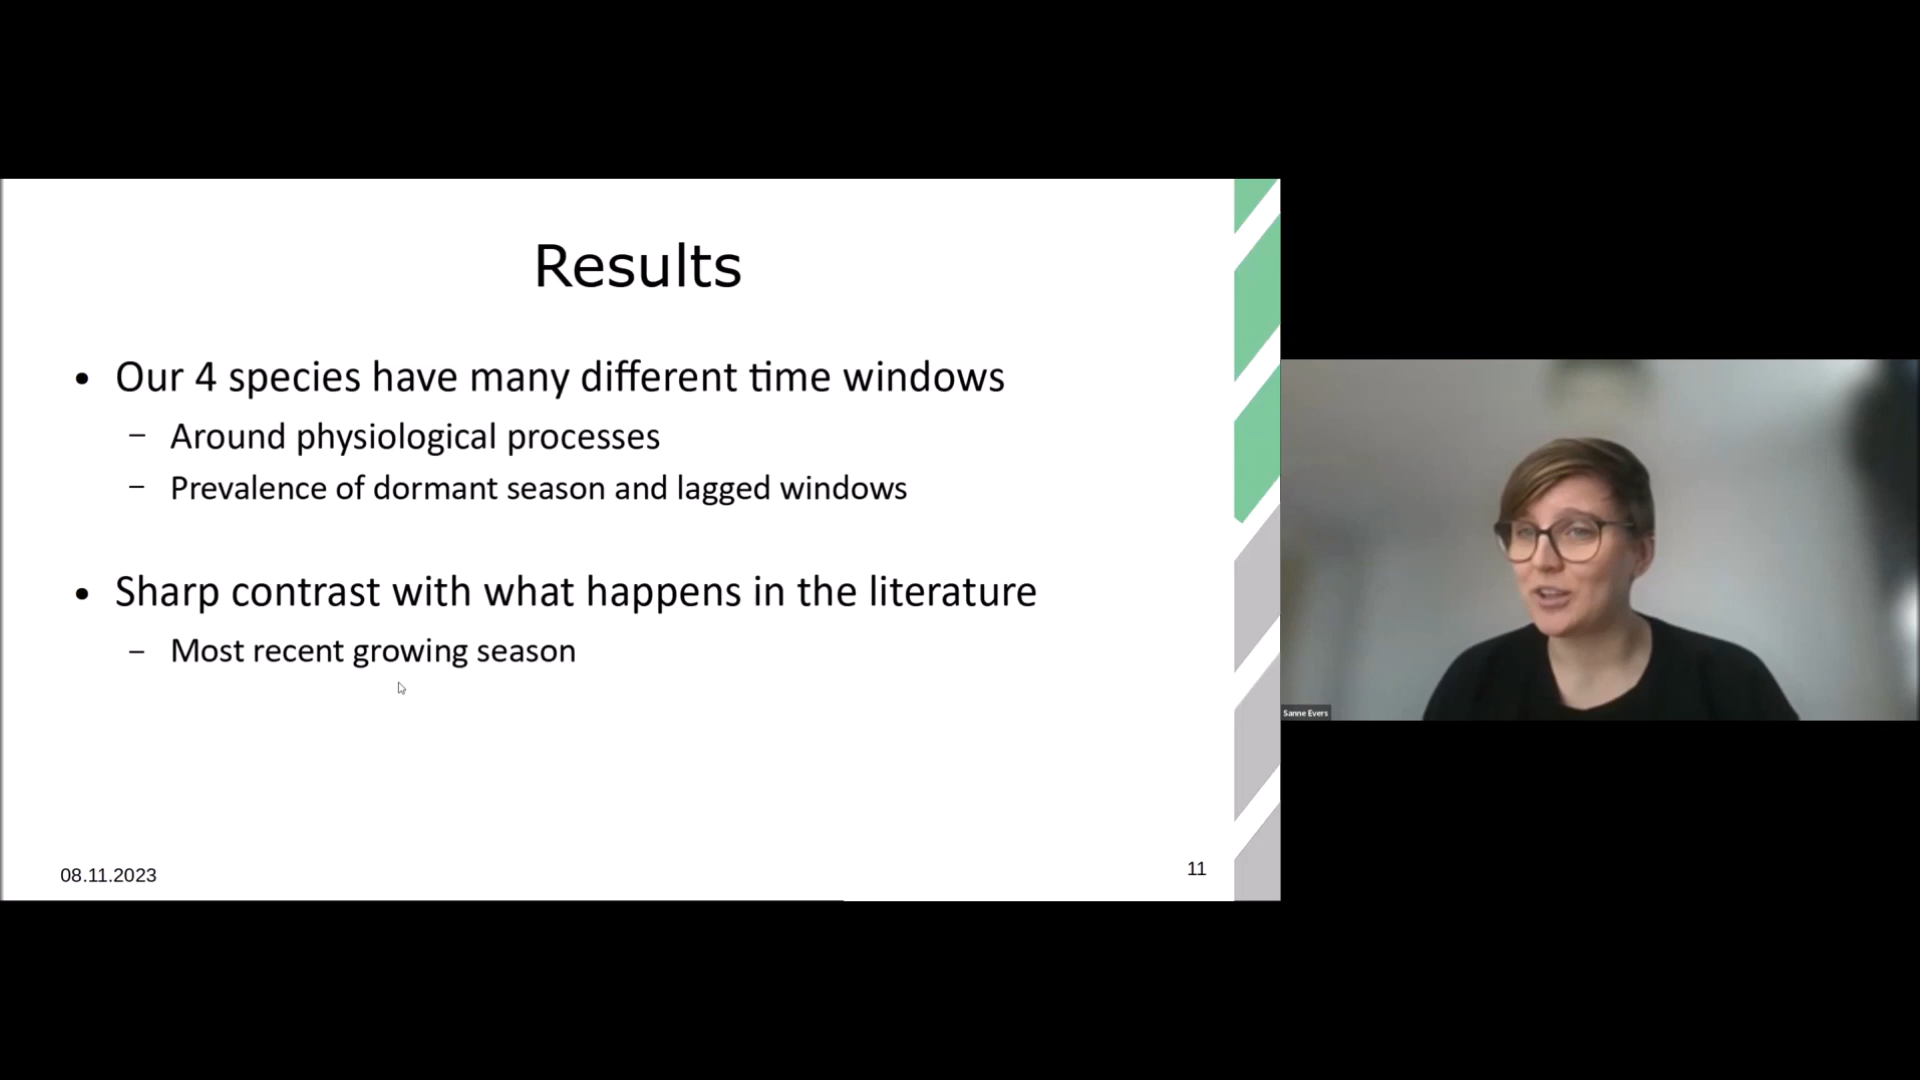 Results
• Our 4 species have many different time windows
– Around physiological processes
– Prevalence of dormant season and lagged windows
• Sharp contrast with what happens in the literature
– Most recent growing season
08.11.2023
11
Sanne Evers